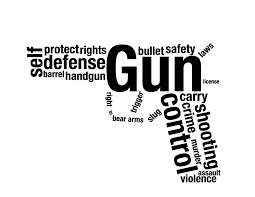 self
protect rights
defense
barrel handgun
Gun
bullet safety
laws
license
right
to
bear arms
trigger
slug
carry
control
crime
shooting
murder
assault
violence